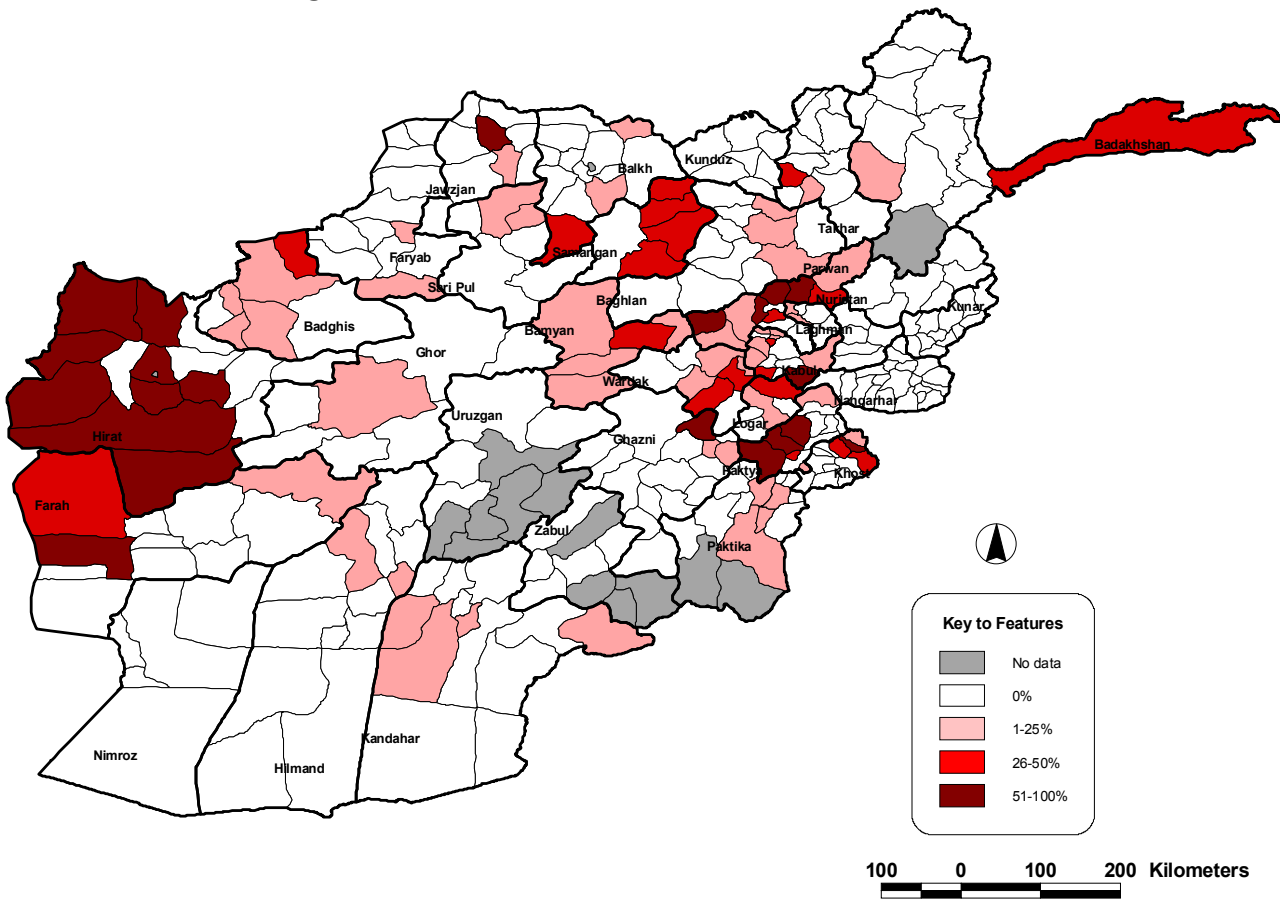 Badakhshan
Balkh
Kunduz
Jawzjan
Takhar
Samangan
Faryab
Parwan
Sari Pul
Baghlan
Nuristan
Kunar
Badghis
Bamyan
Laghman
Ghor
Wardak
Kabul
Nangarhar
Uruzgan
Logar
Hirat
Ghazni
Paktya
Khost
Farah
Zabul
Paktika
Kandahar
Nimroz
Hilmand
Key to Features
No data
0%
1-25%
26-50%
51-100%
100 0 100 200 Kilometers